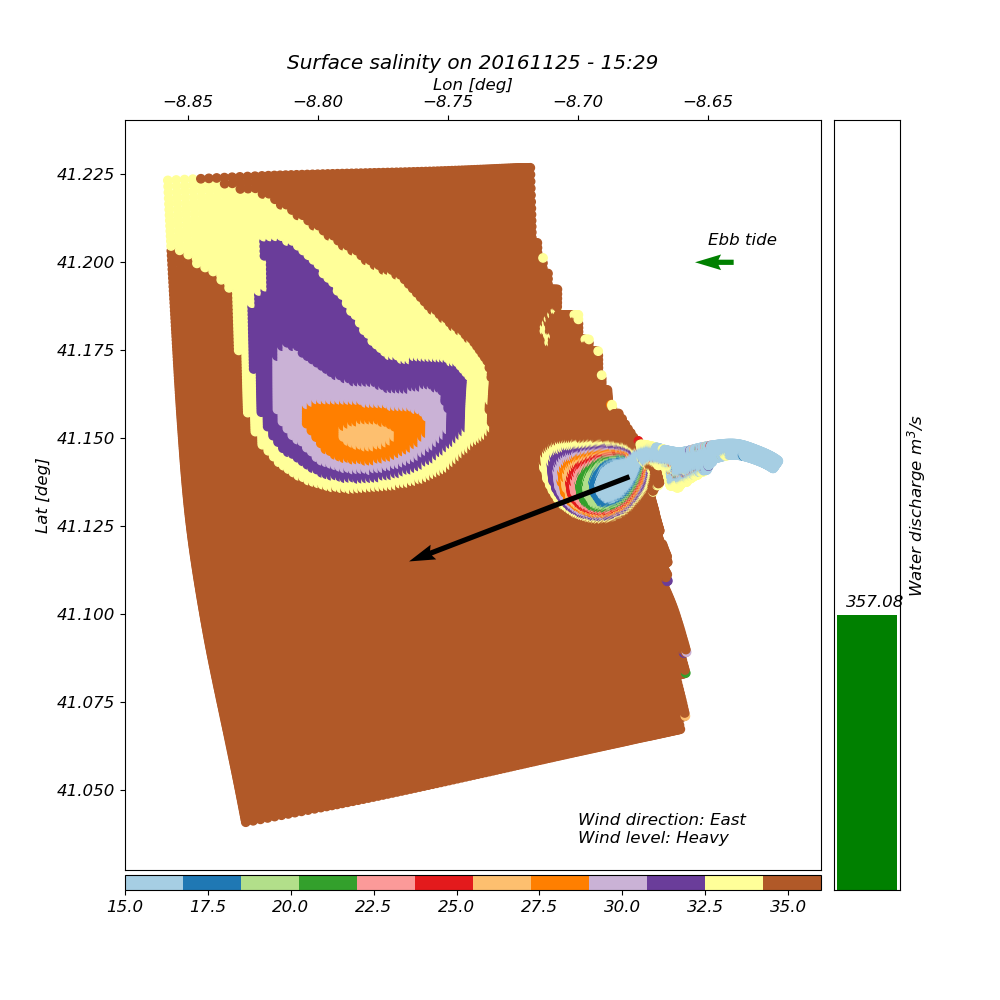 Surface salinity on 20161125 - 15:29
Lon [deg]
−8.85 −8.80 −8.75 −8.70 −8.65
41.225
41.200
41.175
41.150
41.125
41.100
41.075
41.050
Lat [deg]
Ebb tide
Wind direction: East
Wind level: Heavy
357.08
Water discharge m³/s
15.0 17.5 20.0 22.5 25.0 27.5 30.0 32.5 35.0